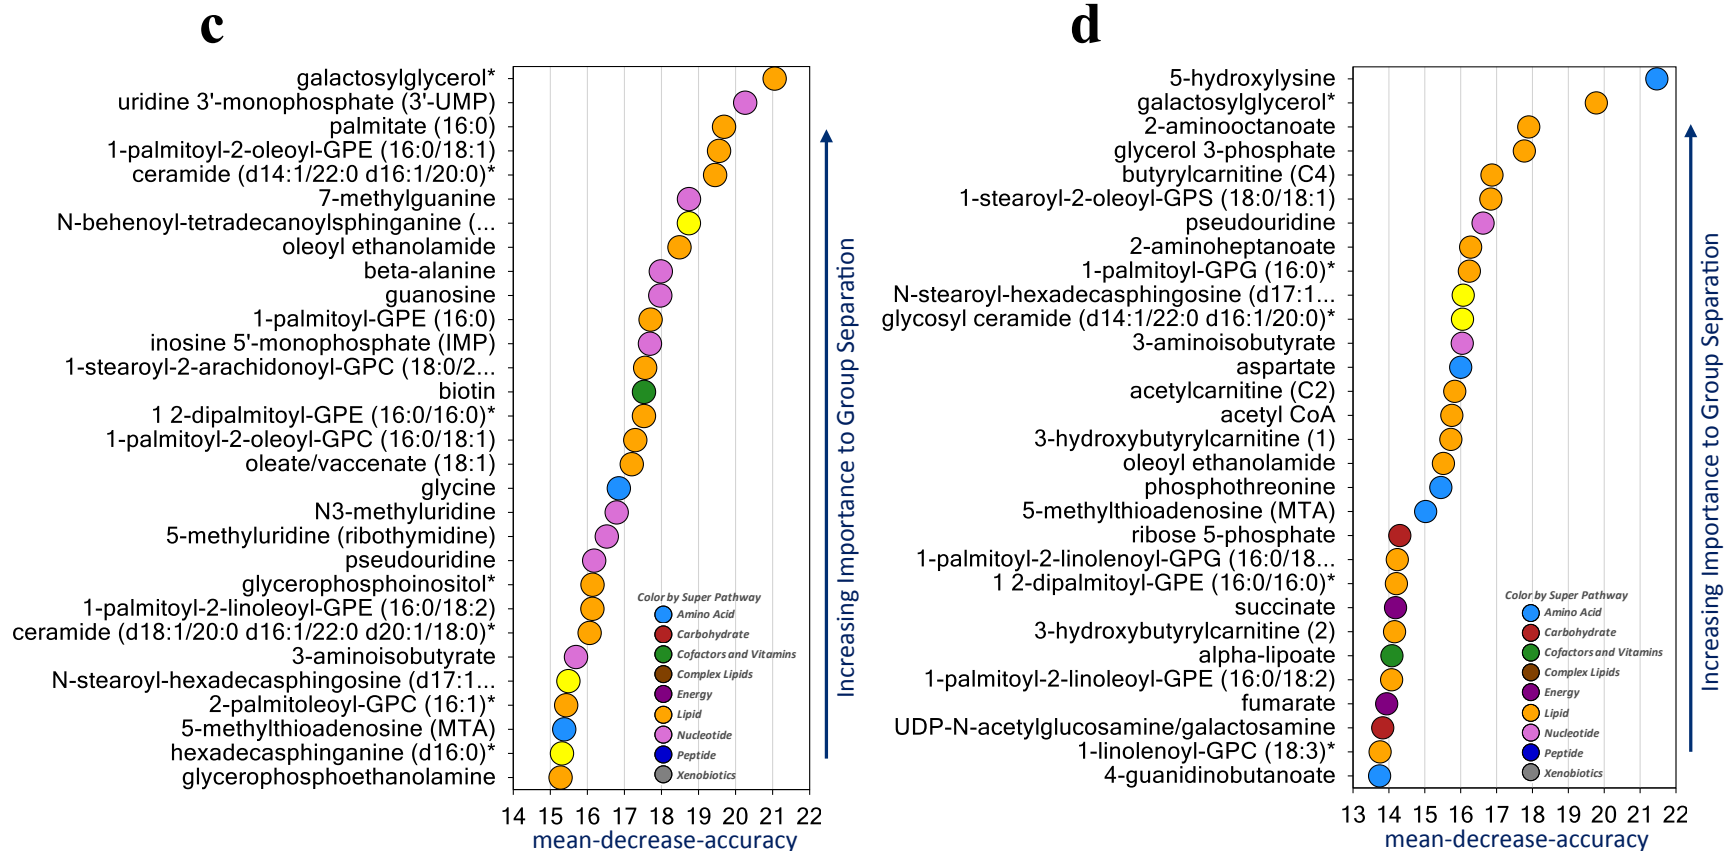 c
galactosylglycerol*
uridine 3'-monophosphate (3'-UMP)
palmitate (16:0)
1-palmitoyl-2-oleoyl-GPE (16:0/18:1)
ceramide (d14:1/22:0 d16:1/20:0)*
7-methylguanine
N-behenoyl-tetradecanoylsphinganine (...
oleoyl ethanolamide
beta-alanine
guanosine
1-palmitoyl-GPE (16:0)
inosine 5'-monophosphate (IMP)
1-stearoyl-2-arachidonoyl-GPC (18:0/2...
biotin
1 2-dipalmitoyl-GPE (16:0/16:0)*
1-palmitoyl-2-oleoyl-GPC (16:0/18:1)
oleate/vaccenate (18:1)
glycine
N3-methyluridine
5-methyluridine (ribothymidine)
pseudouridine
glycerophosphoinositol*
1-palmitoyl-2-linoleoyl-GPE (16:0/18:2)
ceramide (d18:1/20:0 d16:1/22:0 d20:1/18:0)*
3-aminoisobutyrate
N-stearoyl-hexadecasphingosine (d17:1...
2-palmitoleoyl-GPC (16:1)*
5-methylthioadenosine (MTA)
hexadecasphinganine (d16:0)*
glycerophosphoethanolamine
Color by Super Pathway
Amino Acid
Carbohydrate
Cofactors and Vitamins
Complex Lipids
Energy
Lipid
Nucleotide
Peptide
Xenobiotics
14 15 16 17 18 19 20 21 22
mean-decrease-accuracy
Increasing Importance to Group Separation
d
5-hydroxylysine
galactosylglycerol*
2-aminooctanoate
glycerol 3-phosphate
butyrylcarnitine (C4)
1-stearoyl-2-oleoyl-GPS (18:0/18:1)
pseudouridine
2-aminoheptanoate
1-palmitoyl-GPG (16:0)*
N-stearoyl-hexadecasphingosine (d17:1...
glycosyl ceramide (d14:1/22:0 d16:1/20:0)*
3-aminoisobutyrate
aspartate
acetylcarnitine (C2)
acetyl CoA
3-hydroxybutyrylcarnitine (1)
oleoyl ethanolamide
phosphothreonine
5-methylthioadenosine (MTA)
ribose 5-phosphate
1-palmitoyl-2-linolenoyl-GPG (16:0/18...
1 2-dipalmitoyl-GPE (16:0/16:0)*
succinate
3-hydroxybutyrylcarnitine (2)
alpha-lipoate
1-palmitoyl-2-linoleoyl-GPE (16:0/18:2)
fumarate
UDP-N-acetylglucosamine/galactosamine
1-linolenoyl-GPC (18:3)*
4-guanidinobutanoate
Color by Super Pathway
Amino Acid
Carbohydrate
Cofactors and Vitamins
Complex Lipids
Energy
Lipid
Nucleotide
Peptide
Xenobiotics
13 14 15 16 17 18 19 20 21 22
mean-decrease-accuracy
Increasing Importance to Group Separation